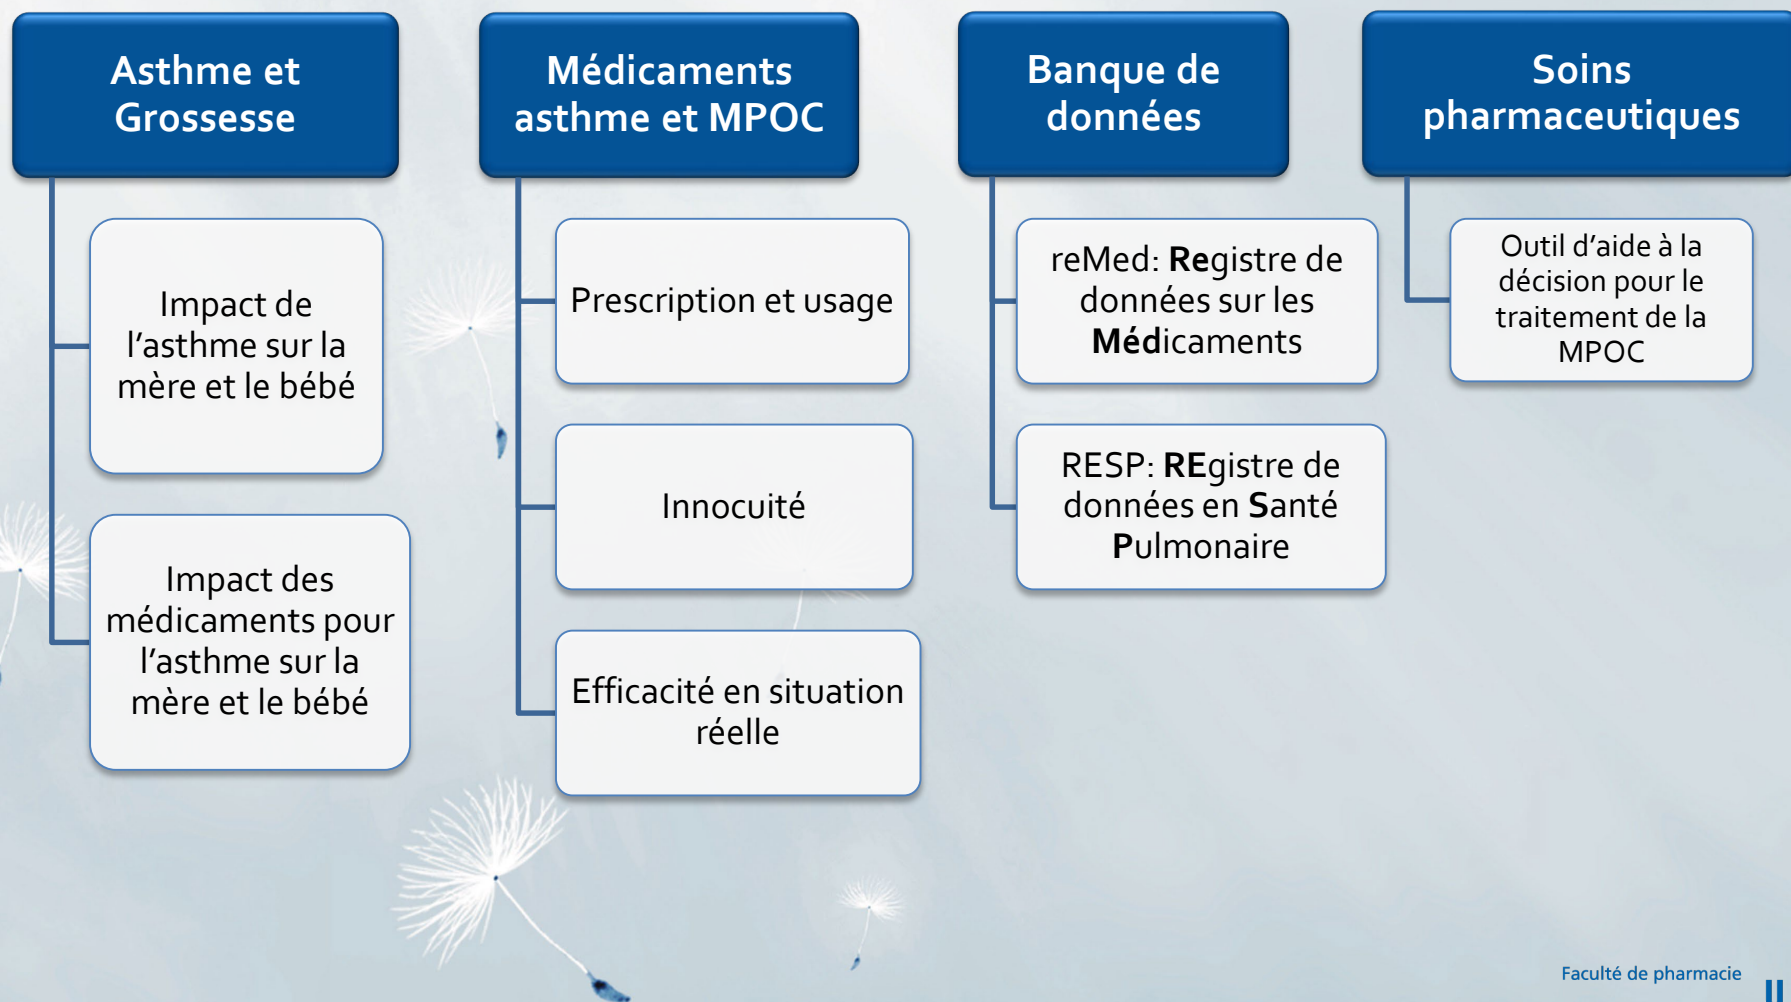 Asthme et
Grossesse
Impact de
l’asthme sur la
mère et le bébé
Impact des
médicaments pour
l’asthme sur la
mère et le bébé
Médicaments
asthme et MPOC
Prescription et usage
Innocuité
Efficacité en situation
réelle
Banque de
données
reMed: Registre de
données sur les
Médicaments
RESP: REgistre de
données en Santé
Pulmonaire
Soins
pharmaceutiques
Outil d’aide à la
décision pour le
traitement de la
MPOC
Faculté de pharmacie